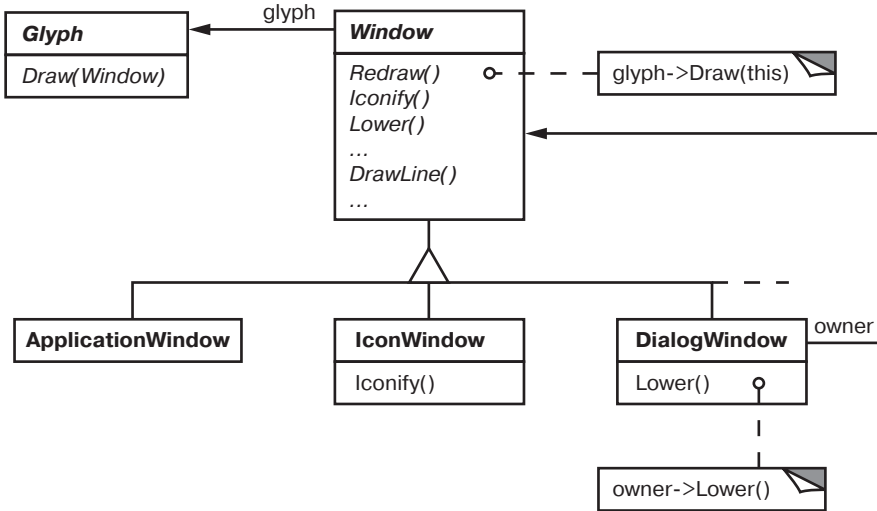 glyph
Glyph
Draw(Window)
Window
Redraw()
Iconify()
Lower()
...
DrawLine()
...
glyph->Draw(this)
ApplicationWindow
IconWindow
Iconify()
DialogWindow
Lower()
owner
owner->Lower()